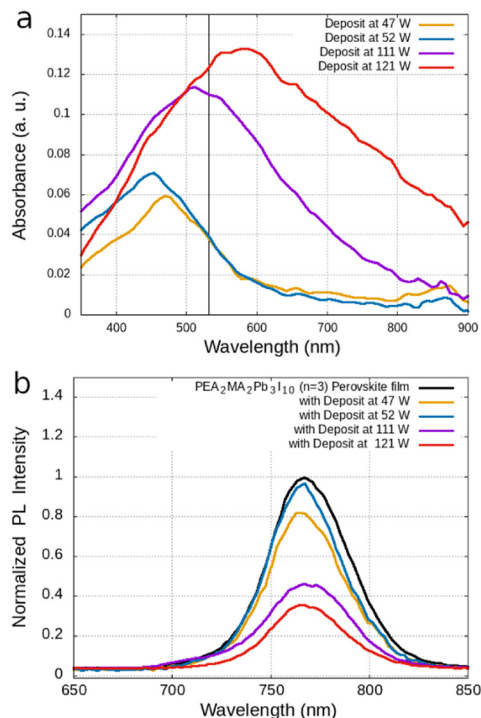 a
Deposit at 47 W
Deposit at 52 W
Deposit at 111 W
Deposit at 121 W
0.14
0.12
0.1
0.08
0.06
0.04
0.02
0
Absorbance (a. u.)
400 500 600 700 800 900
Wavelength (nm)
b
PEA₂MA₂Pb₃I₁₀ (n=3) Perovskite film
with Deposit at 47 W
with Deposit at 52 W
with Deposit at 111 W
with Deposit at 121 W
1.4
1.2
1
0.8
0.6
0.4
0.2
0
Normalized PL Intensity
650 700 750 800 850
Wavelength (nm)